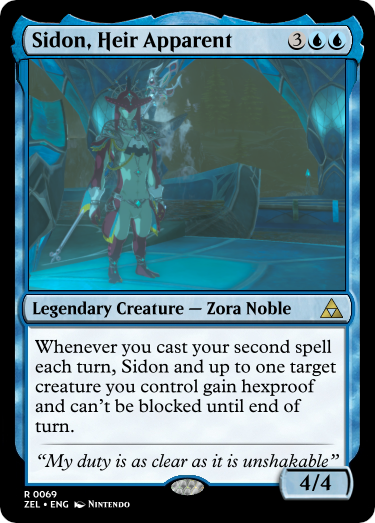 Sidon, Heir Apparent 3
Legendary Creature — Zora Noble
Whenever you cast your second spell
each turn, Sidon and up to one target
creature you control gain hexproof
and can't be blocked until end of
turn.
“My duty is as clear as it is unshakable”
4/4
R 0069
ZEL • ENG Nintendo